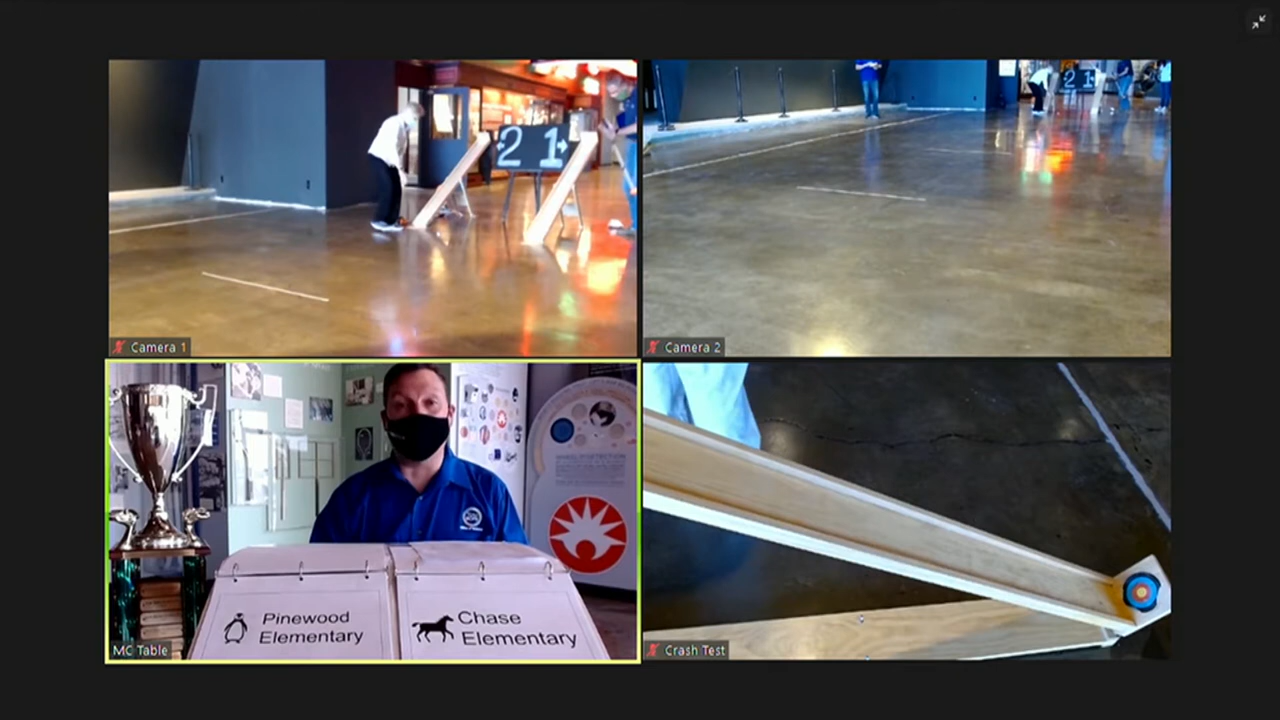 2 1
Camera 1
2 1
Camera 2
Pinewood
Elementary
Chase
Elementary
MC Table
Crash Test